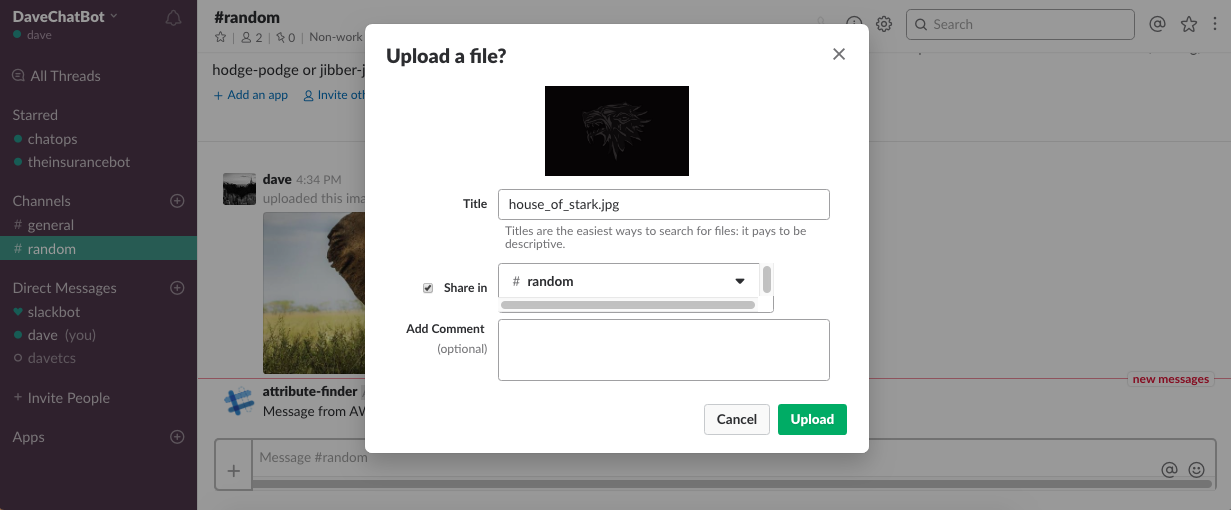 DaveChatBot
dave
All Threads
Starred
chatops
theinsurancebot
Channels
# general
# random
Direct Messages
slackbot
dave (you)
davetcs
+ Invite People
Apps
#random
2 | 0 | Non-work
Search
hodge-podge or jibber-j
+ Add an app Invite oth
dave 4:34 PM
uploaded this ima
new messages
attribute-finder
Message from AW
Message #random
Upload a file?
Title
house_of_stark.jpg
Titles are the easiest ways to search for files: it pays to be
descriptive.
Share in
# random
Add Comment
(optional)
Cancel
Upload